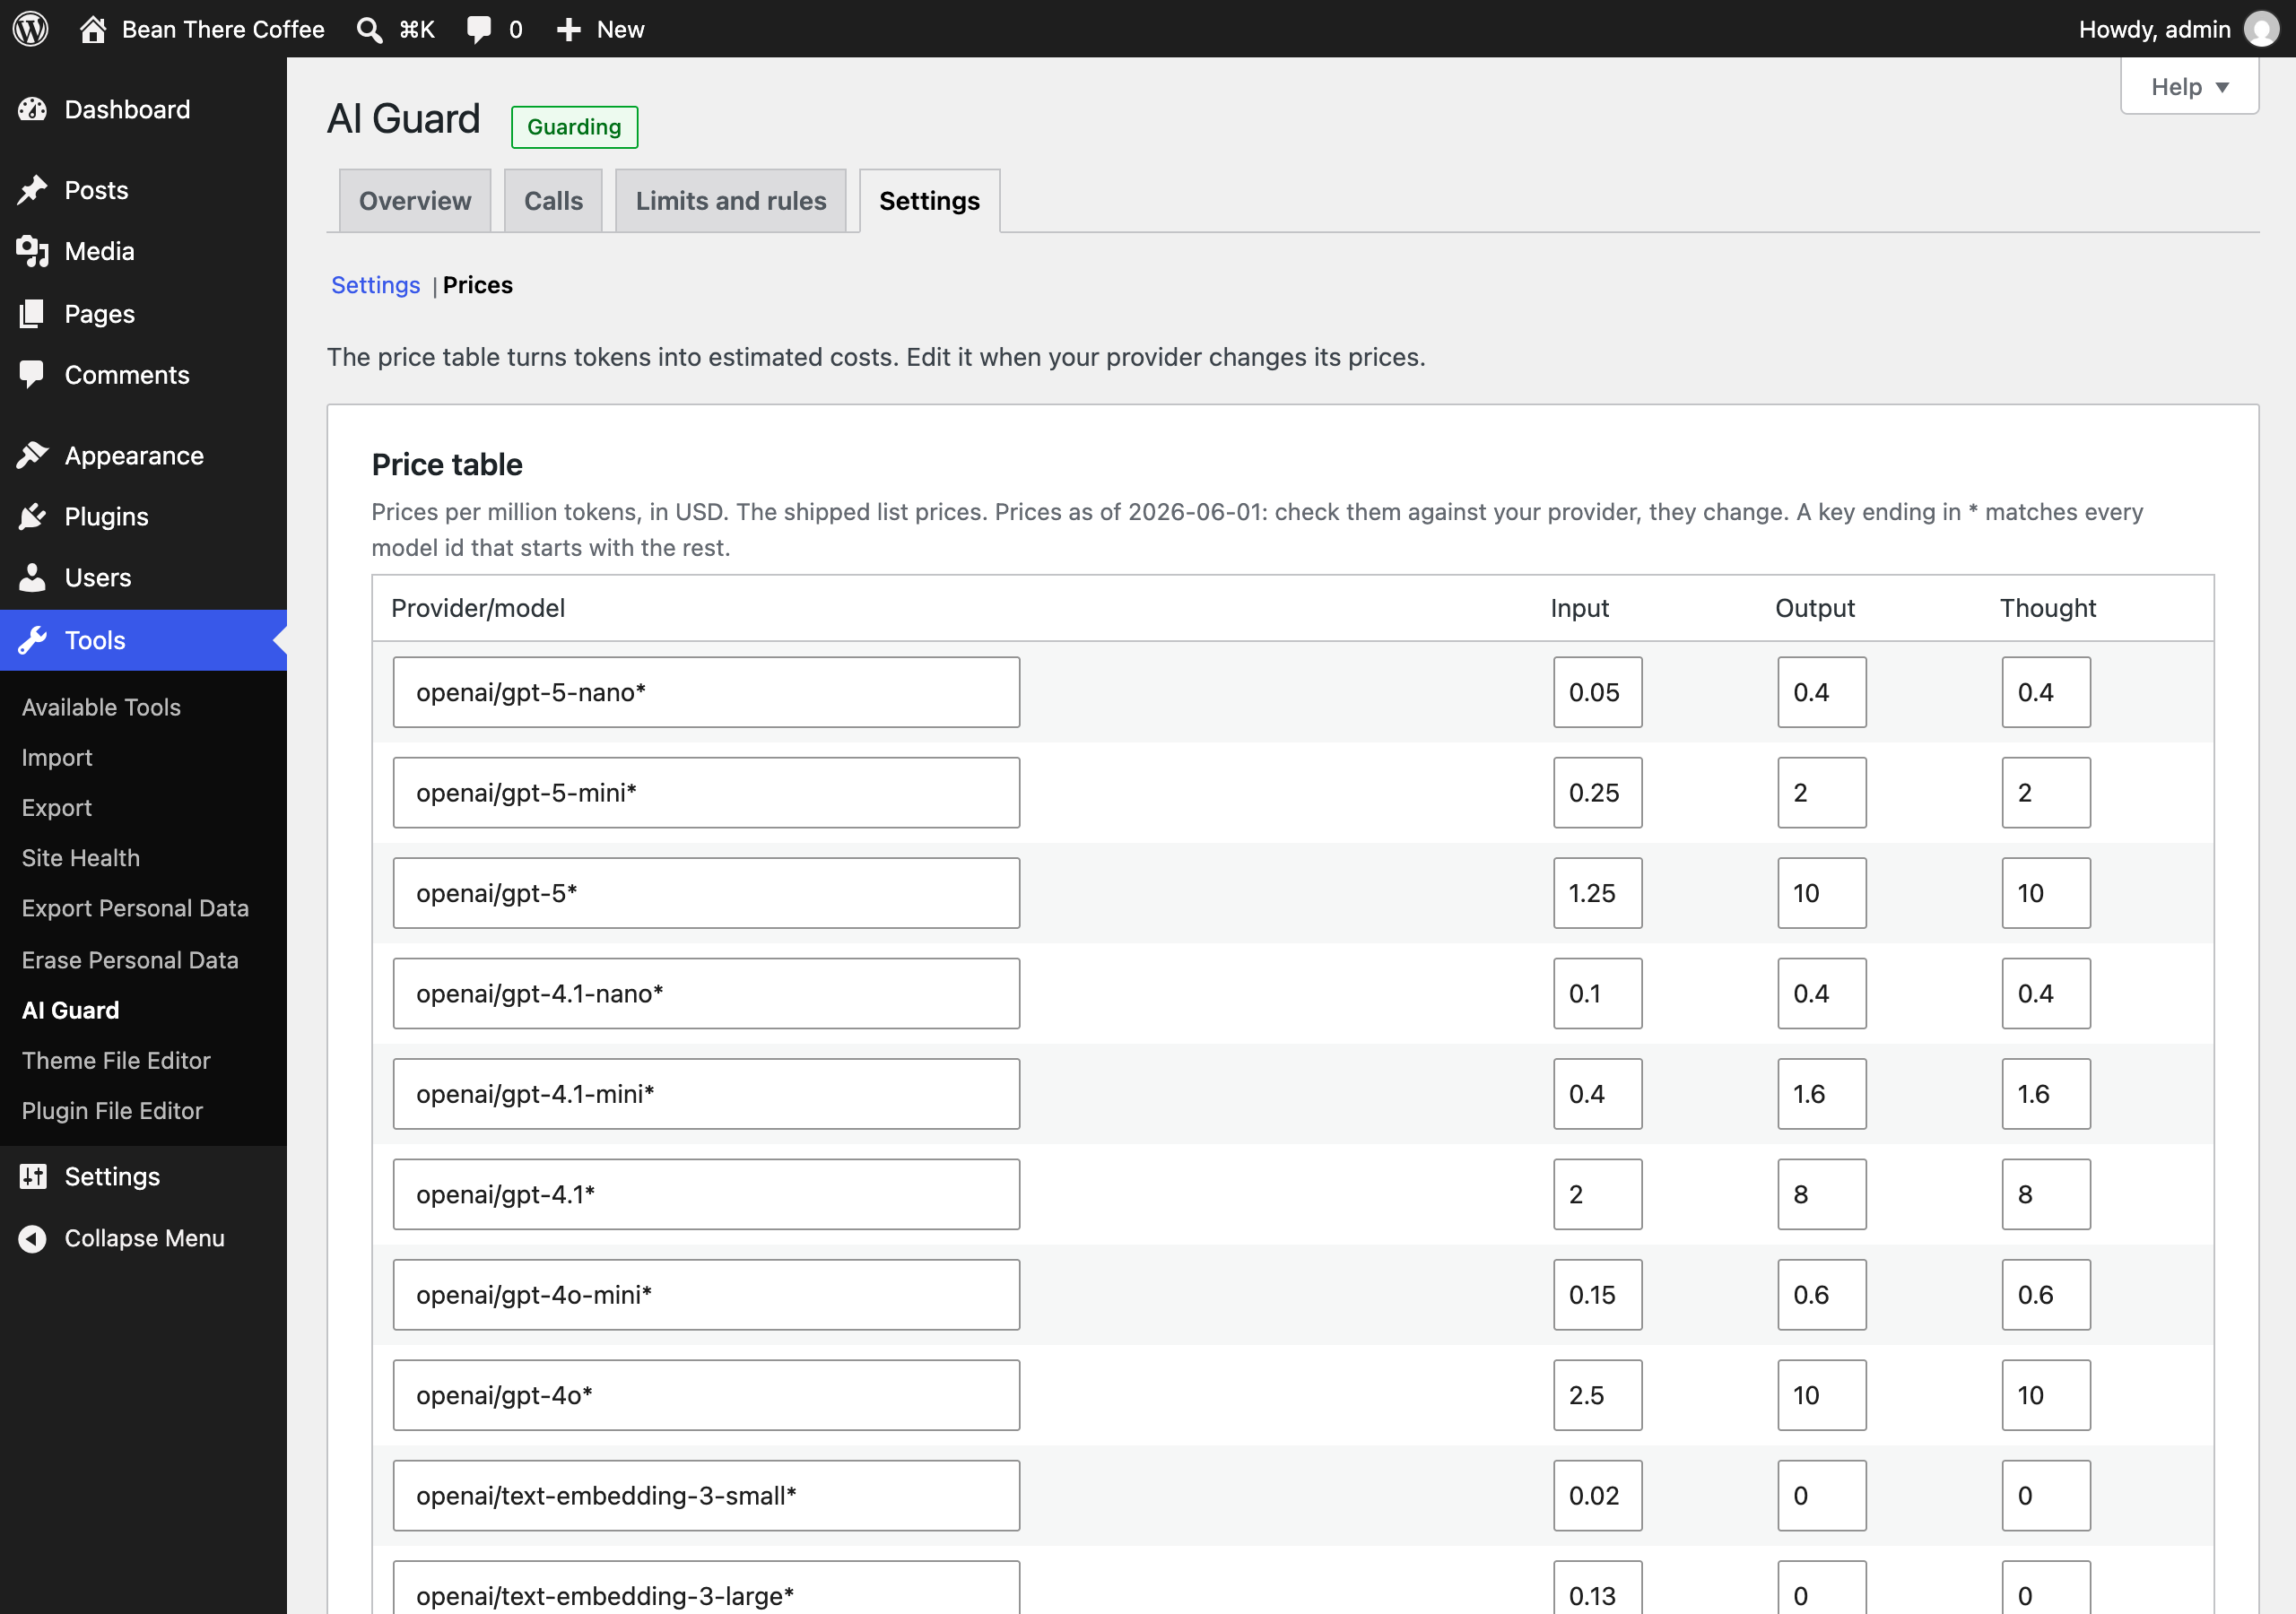 Bean There Coffee ⌘K 0 New Howdy, admin
Help ▼
Dashboard
Posts
Media
Pages
Comments
Appearance
Plugins
Users
Tools
Available Tools
Import
Export
Site Health
Export Personal Data
Erase Personal Data
AI Guard
Theme File Editor
Plugin File Editor
Settings
Collapse Menu
AI Guard Guarding
Overview Calls Limits and rules Settings
Settings | Prices
The price table turns tokens into estimated costs. Edit it when your provider changes its prices.
Price table
Prices per million tokens, in USD. The shipped list prices. Prices as of 2026-06-01: check them against your provider, they change. A key ending in * matches every
model id that starts with the rest.
Provider/model Input Output Thought
openai/gpt-5-nano* 0.05 0.4 0.4
openai/gpt-5-mini* 0.25 2 2
openai/gpt-5* 1.25 10 10
openai/gpt-4.1-nano* 0.1 0.4 0.4
openai/gpt-4.1-mini* 0.4 1.6 1.6
openai/gpt-4.1* 2 8 8
openai/gpt-4o-mini* 0.15 0.6 0.6
openai/gpt-4o* 2.5 10 10
openai/text-embedding-3-small* 0.02 0 0
openai/text-embedding-3-large* 0.13 0 0